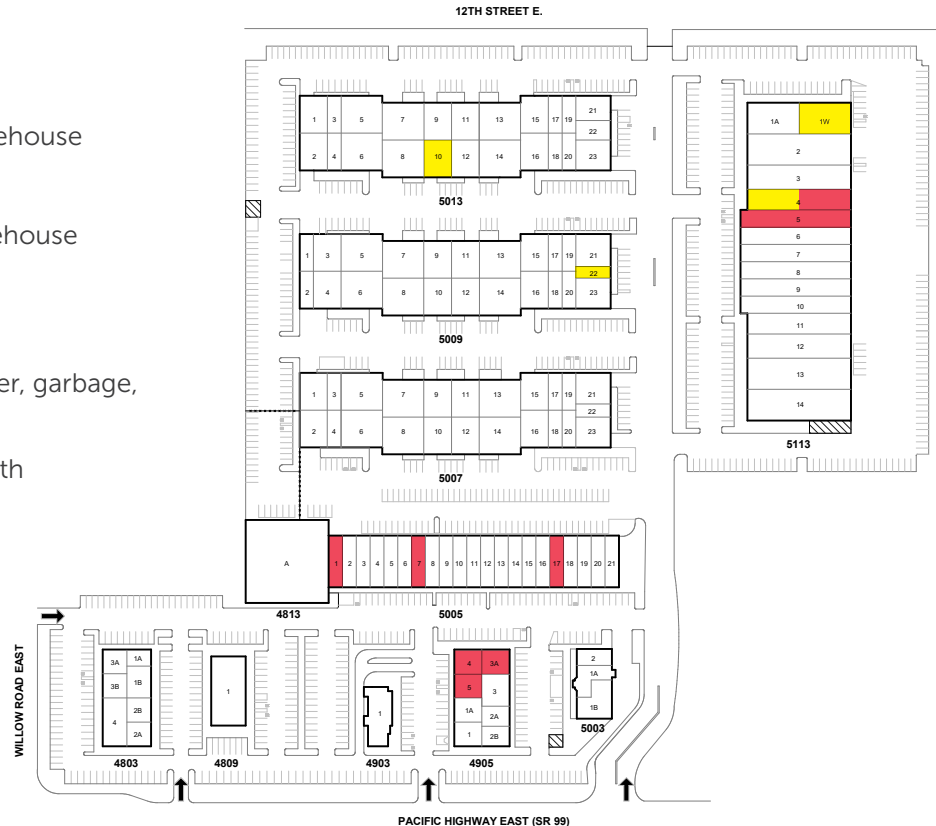 12TH STREET E.
ehouse
ehouse
er, garbage,
th
1 3 5 7 9 11 13 15 17 19 21
22
2 4 6 8 10 12 14 16 18 20 23
5013
1 3 5 7 9 11 13 15 17 19 21
22
2 4 6 8 10 12 14 16 18 20 23
5009
1 3 5 7 9 11 13 15 17 19 21
22
2 4 6 8 10 12 14 16 18 20 23
5007
1A 1W
2
3
4
5
6
7
8
9
10
11
12
13
14
5113
A 1 2 3 4 5 6 7 8 9 10 11 12 13 14 15 16 17 18 19 20 21
4813 5005
WILLOW ROAD EAST
3A 1A
3B 1B
4 2B
2A
4803
1
4809
1
4903
4 3A
5 3
1A 2A
1 2B
4905
2
1A
1B
5003
PACIFIC HIGHWAY EAST (SR 99)